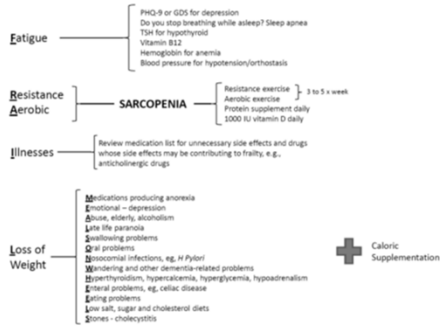 PHQ-9 or GDS for depression
Do you stop breathing while asleep? Sleep apnea
Fatigue
TSH for hypothyroid
Vitamin B12
Hemoglobin for anemia
Blood pressure for hypotension/orthostasis
Resistance
Aerobic
SARCOPENIA
Resistance exercise
Aerobic exercise
3 to 5 x week
Protein supplement daily
1000 IU vitamin D daily
Illnesses
Review medication list for unnecessary side effects and drugs
whose side effects may be contributing to frailty, e.g.,
anticholinergic drugs
Loss of
Weight
Medications producing anorexia
Emotional – depression
Abuse, elderly, alcoholism
Late life paranoia
Swallowing problems
Oral problems
Nosocomial infections, eg, H Pylori
Wandering and other dementia-related problems
Hyperthyroidism, hypercalcemia, hyperglycemia, hypoadrenalism
Enteral problems, eg, celiac disease
Eating problems
Low salt, sugar and cholesterol diets
Stones - cholecystitis
Caloric
Supplementation